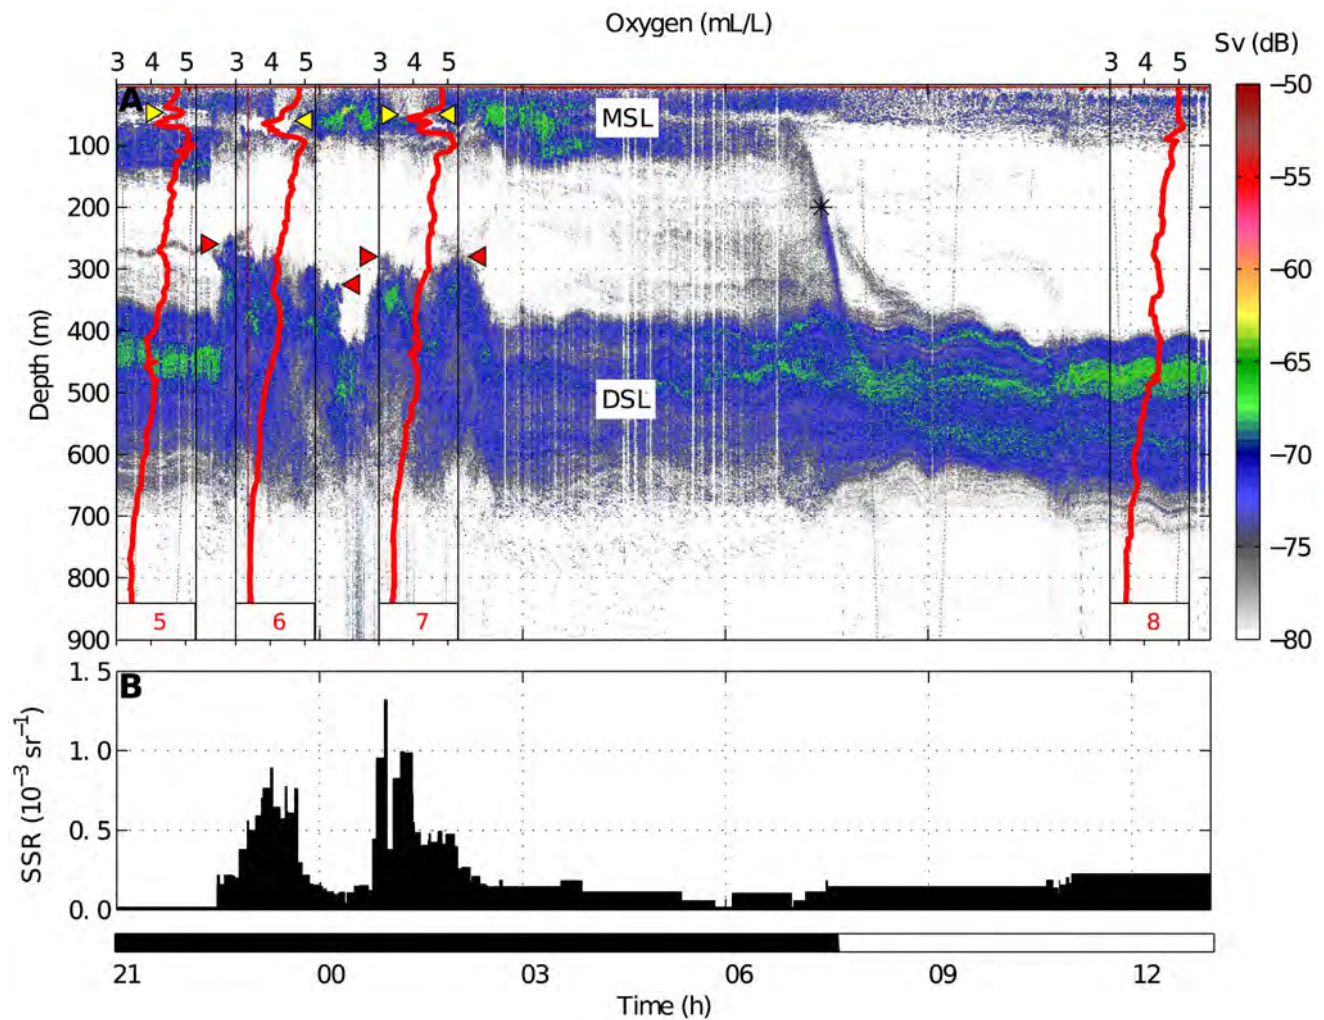 Oxygen (mL/L)
Sv (dB)
3 4 5 3 4 5 3 4 5 3 4 5
A
MSL
DSL
Depth (m)
100
200
300
400
500
600
700
800
900
5 6 7 8
−50
−55
−60
−65
−70
−75
−80
B
SSR (10⁻³ sr⁻¹)
1.5
1.0
0.5
0.0
21 00 03 06 09 12
Time (h)